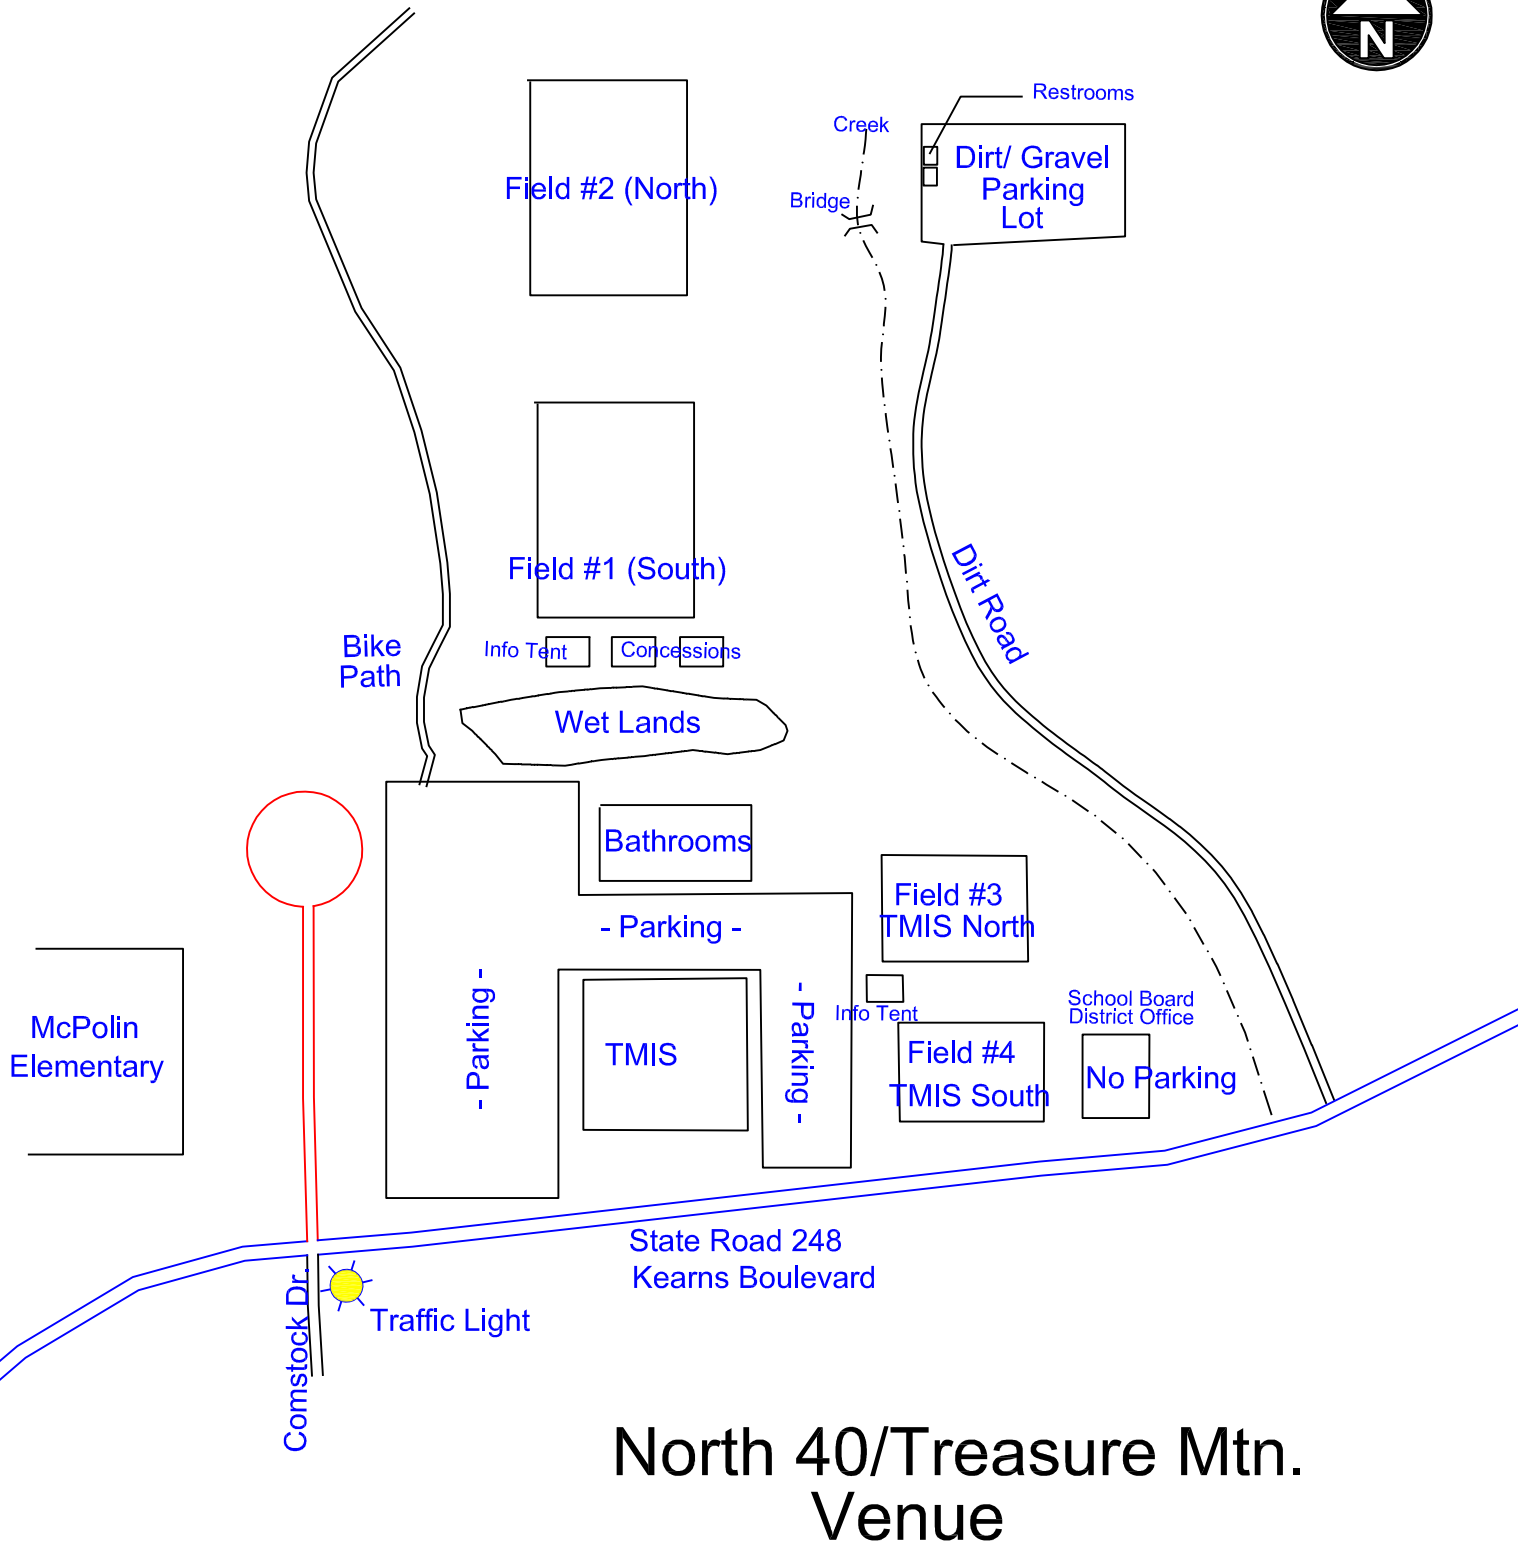 N
Restrooms
Creek
Dirt/ Gravel
Parking
Lot
Bridge
Field #2 (North)
Field #1 (South)
Dirt Road
Bike
Path
Info Tent
Concessions
Wet Lands
Bathrooms
Field #3
TMIS North
- Parking -
- Parking -
- Parking -
Info Tent
School Board
District Office
McPolin
Elementary
TMIS
Field #4
TMIS South
No Parking
State Road 248
Kearns Boulevard
Comstock Dr.
Traffic Light
North 40/Treasure Mtn.
Venue